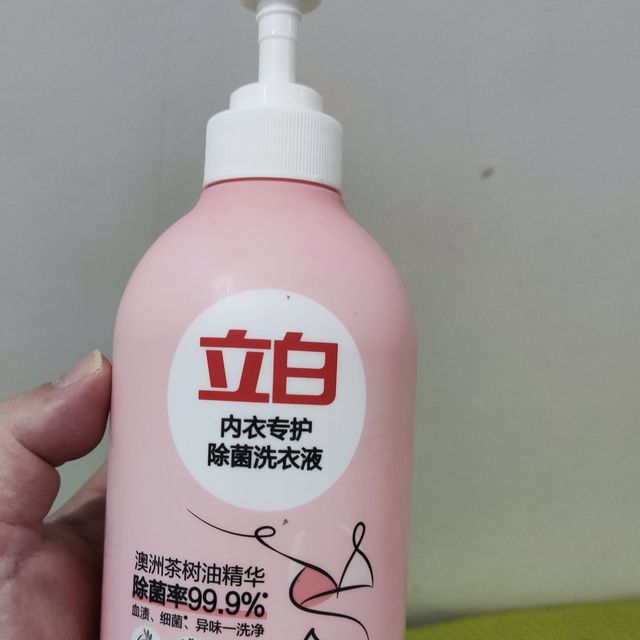 立白
内衣专护
除菌洗衣液
澳洲茶树油精华
除菌率99.9%*
血渍、细菌、异味一洗净